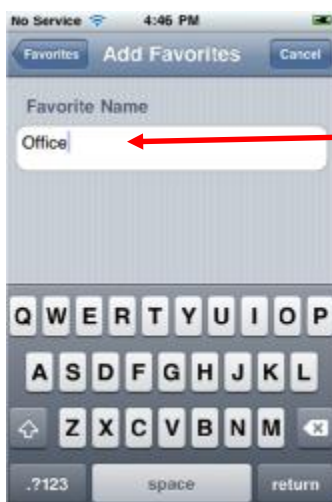 No Service 4:46 PM
Favorites Add Favorites Cancel
Favorite Name
Office
Q W E R T Y U I O P
A S D F G H J K L
Z X C V B N M
.?123 space return